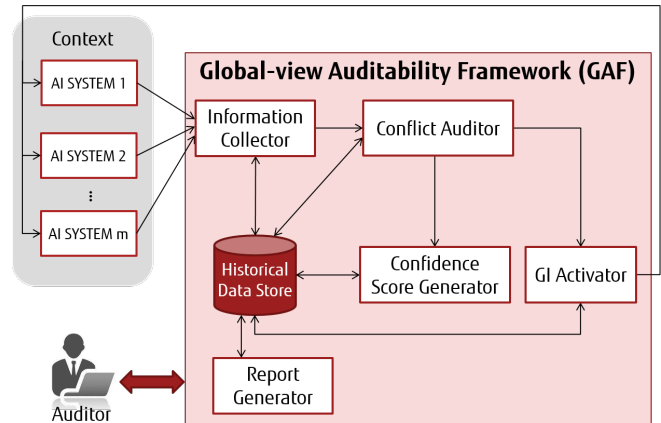 Context
AI SYSTEM 1
AI SYSTEM 2
...
AI SYSTEM m
Global-view Auditability Framework (GAF)
Information
Collector
Conflict Auditor
Historical
Data Store
Confidence
Score Generator
GI Activator
Report
Generator
Auditor